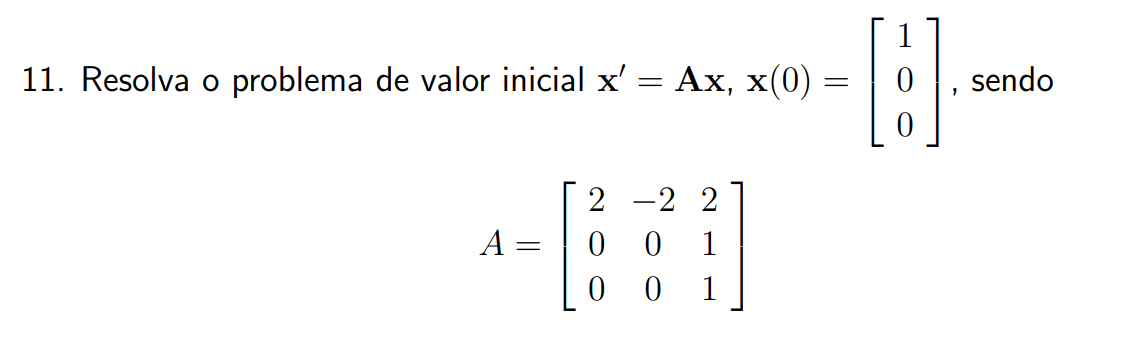 11. Resolva o problema de valor inicial x′ = Ax, x(0) = [ 1 0 0 ], sendo
A = [ 2 −2 2
0 0 1
0 0 1 ]